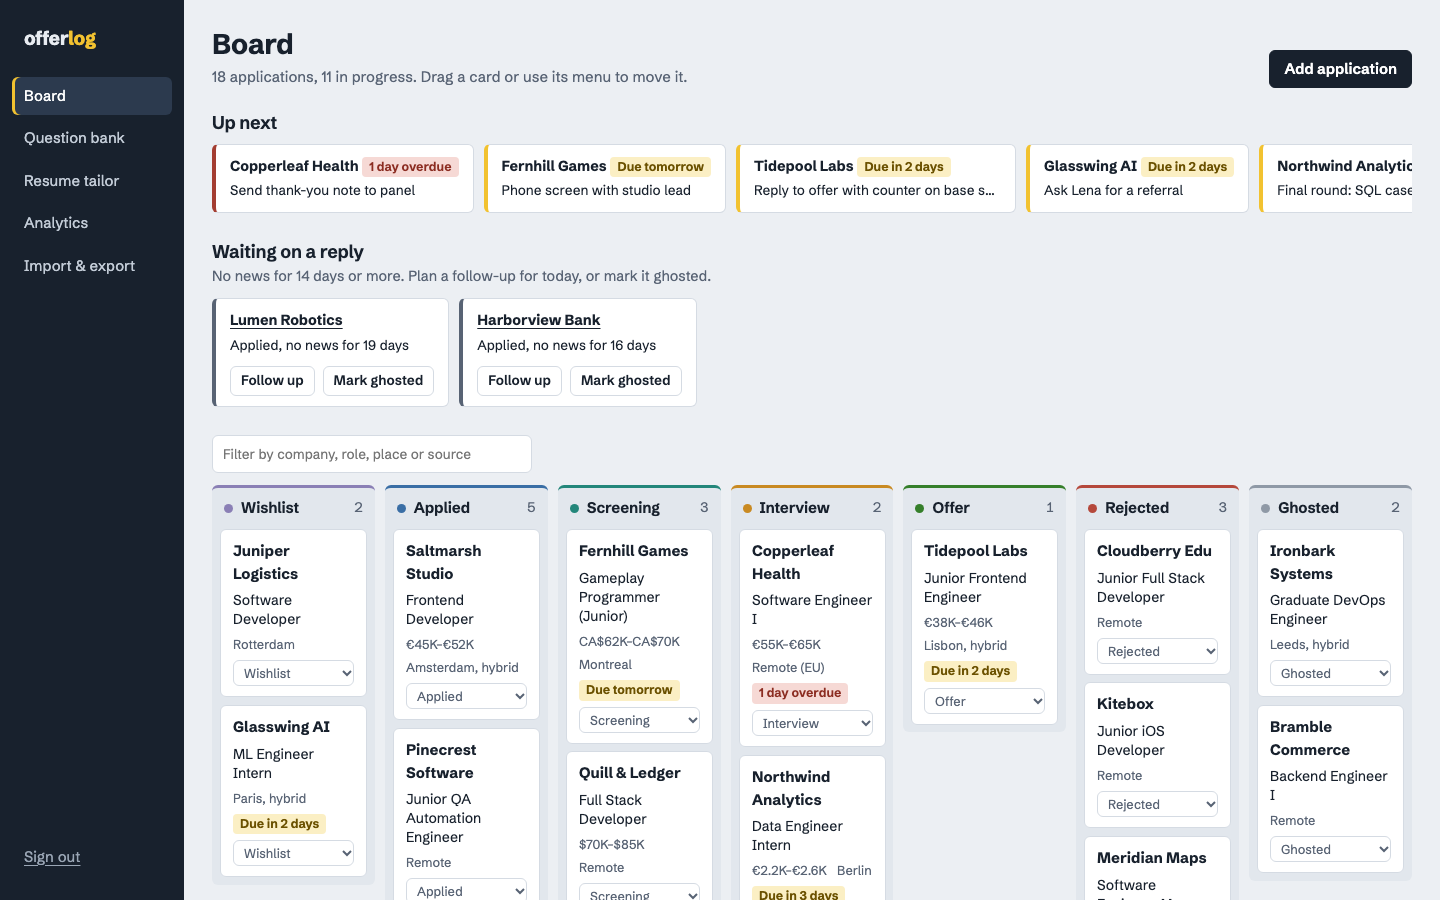 offerlog
Board
Question bank
Resume tailor
Analytics
Import & export
Sign out
Board
18 applications, 11 in progress. Drag a card or use its menu to move it.
Add application
Up next
Copperleaf Health 1 day overdue
Send thank-you note to panel
Fernhill Games Due tomorrow
Phone screen with studio lead
Tidepool Labs Due in 2 days
Reply to offer with counter on base s...
Glasswing AI Due in 2 days
Ask Lena for a referral
Northwind Analytic
Final round: SQL case
Waiting on a reply
No news for 14 days or more. Plan a follow-up for today, or mark it ghosted.
Lumen Robotics
Applied, no news for 19 days
Follow up Mark ghosted
Harborview Bank
Applied, no news for 16 days
Follow up Mark ghosted
Filter by company, role, place or source
Wishlist 2
Juniper
Logistics
Software
Developer
Rotterdam
Wishlist
Glasswing AI
ML Engineer
Intern
Paris, hybrid
Due in 2 days
Wishlist
Applied 5
Saltmarsh
Studio
Frontend
Developer
€45K–€52K
Amsterdam, hybrid
Applied
Pinecrest
Software
Junior QA
Automation
Engineer
Remote
Applied
Screening 3
Fernhill Games
Gameplay
Programmer
(Junior)
CA$62K–CA$70K
Montreal
Due tomorrow
Screening
Quill & Ledger
Full Stack
Developer
$70K–$85K
Remote
Screening
Interview 2
Copperleaf
Health
Software Engineer
I
€55K–€65K
Remote (EU)
1 day overdue
Interview
Northwind
Analytics
Data Engineer
Intern
€2.2K–€2.6K Berlin
Due in 3 days
Offer 1
Tidepool Labs
Junior Frontend
Engineer
€38K–€46K
Lisbon, hybrid
Due in 2 days
Offer
Rejected 3
Cloudberry Edu
Junior Full Stack
Developer
Remote
Rejected
Kitebox
Junior iOS
Developer
Remote
Rejected
Meridian Maps
Software
Ghosted 2
Ironbark
Systems
Graduate DevOps
Engineer
Leeds, hybrid
Ghosted
Bramble
Commerce
Backend Engineer
I
Remote
Ghosted